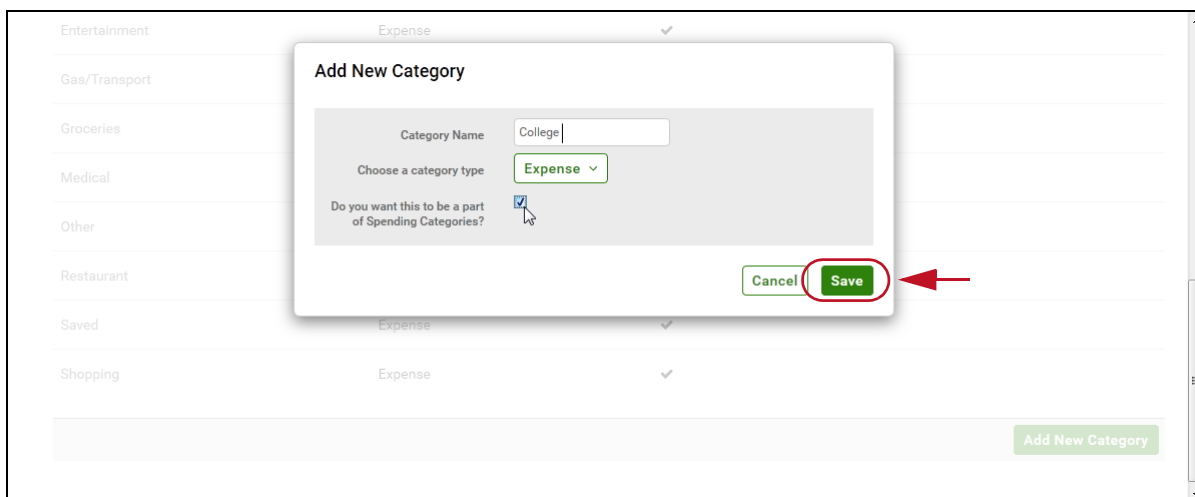 Entertainment Expense
Add New Category
Gas/Transport
Groceries
Category Name College
Medical
Choose a category type Expense
Do you want this to be a part
of Spending Categories?
Other
Restaurant
Cancel Save
Saved Expense
Shopping Expense
Add New Category